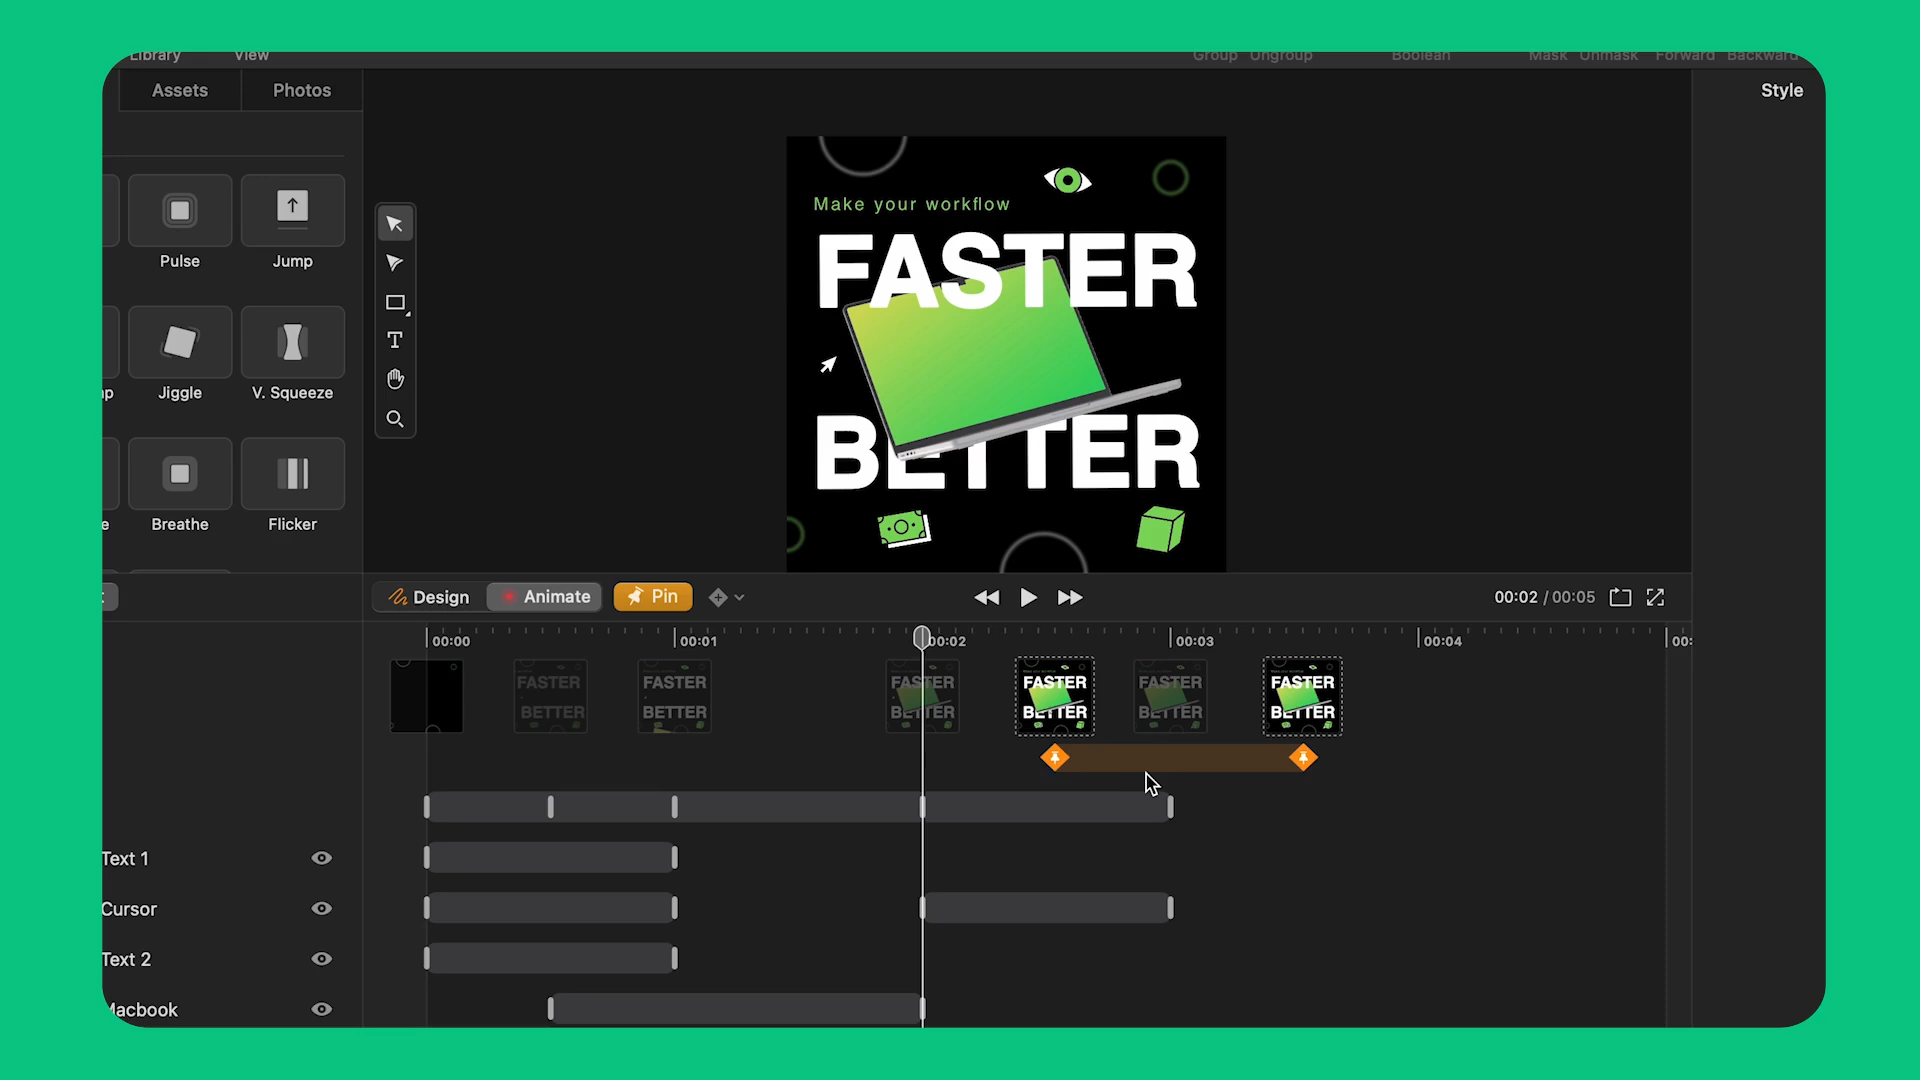 Library View Group Ungroup Boolean Mask Unmask Forward Backward
Assets Photos Style
Make your workflow
FASTER
BETTER
Pulse Jump
Jiggle V. Squeeze
Breathe Flicker
Design Animate Pin 00:02 / 00:05
00:00 00:01 00:02 00:03 00:04
FASTER BETTER
FASTER BETTER
FASTER BETTER
FASTER BETTER
FASTER BETTER
FASTER BETTER
Text 1
Cursor
Text 2
Macbook